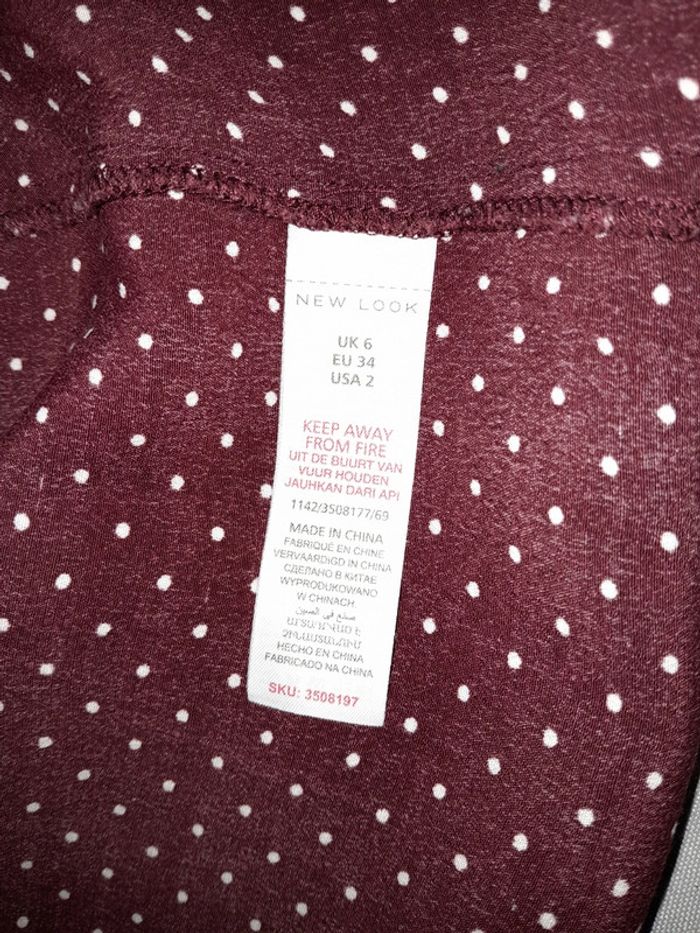 NEW LOOK
UK 6
EU 34
USA 2
KEEP AWAY
FROM FIRE
UIT DE BUURT VAN
VUUR HOUDEN
JAUHKAN DARI API
1142/3508177/69
MADE IN CHINA
FABRIQUÉ EN CHINE
VERVAARDIGD IN CHINA
СДЕЛАНО В КИТАЕ
WYPRODUKOWANO
W CHINACH
صنع في الصين
ԱՐՏԱԴՐՎԱԾ Է
ՉԻՆԱՍՏԱՆՈՒՄ
HECHO EN CHINA
FABRICADO NA CHINA
SKU: 3508197